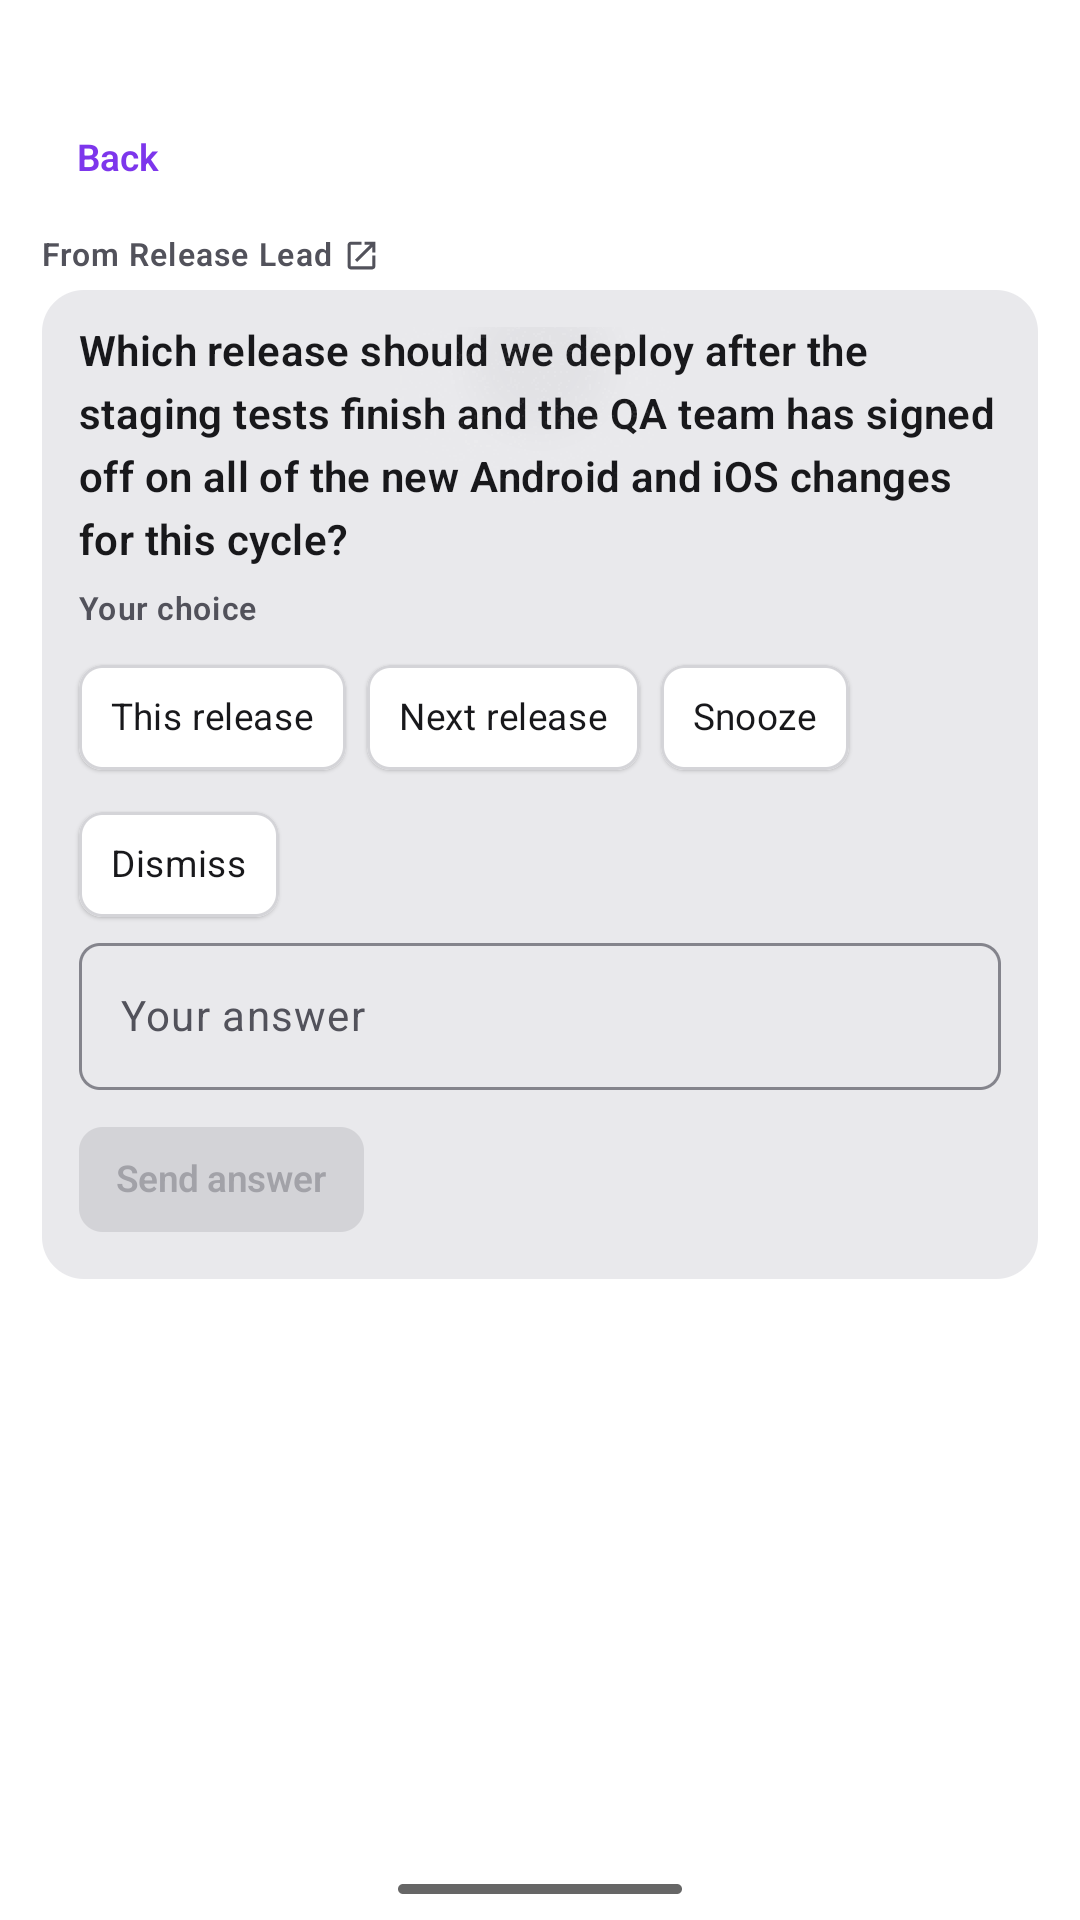 Back
From Release Lead
Which release should we deploy after the
staging tests finish and the QA team has signed
off on all of the new Android and iOS changes
for this cycle?
Your choice
This release
Next release
Snooze
Dismiss
Your answer
Send answer